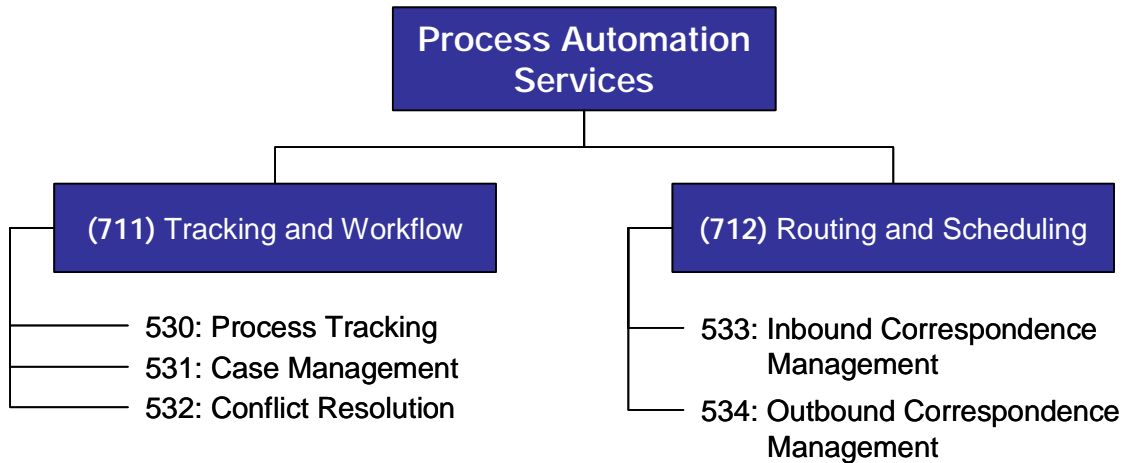 Process Automation
Services
(711) Tracking and Workflow
530: Process Tracking
531: Case Management
532: Conflict Resolution
(712) Routing and Scheduling
533: Inbound Correspondence
Management
534: Outbound Correspondence
Management